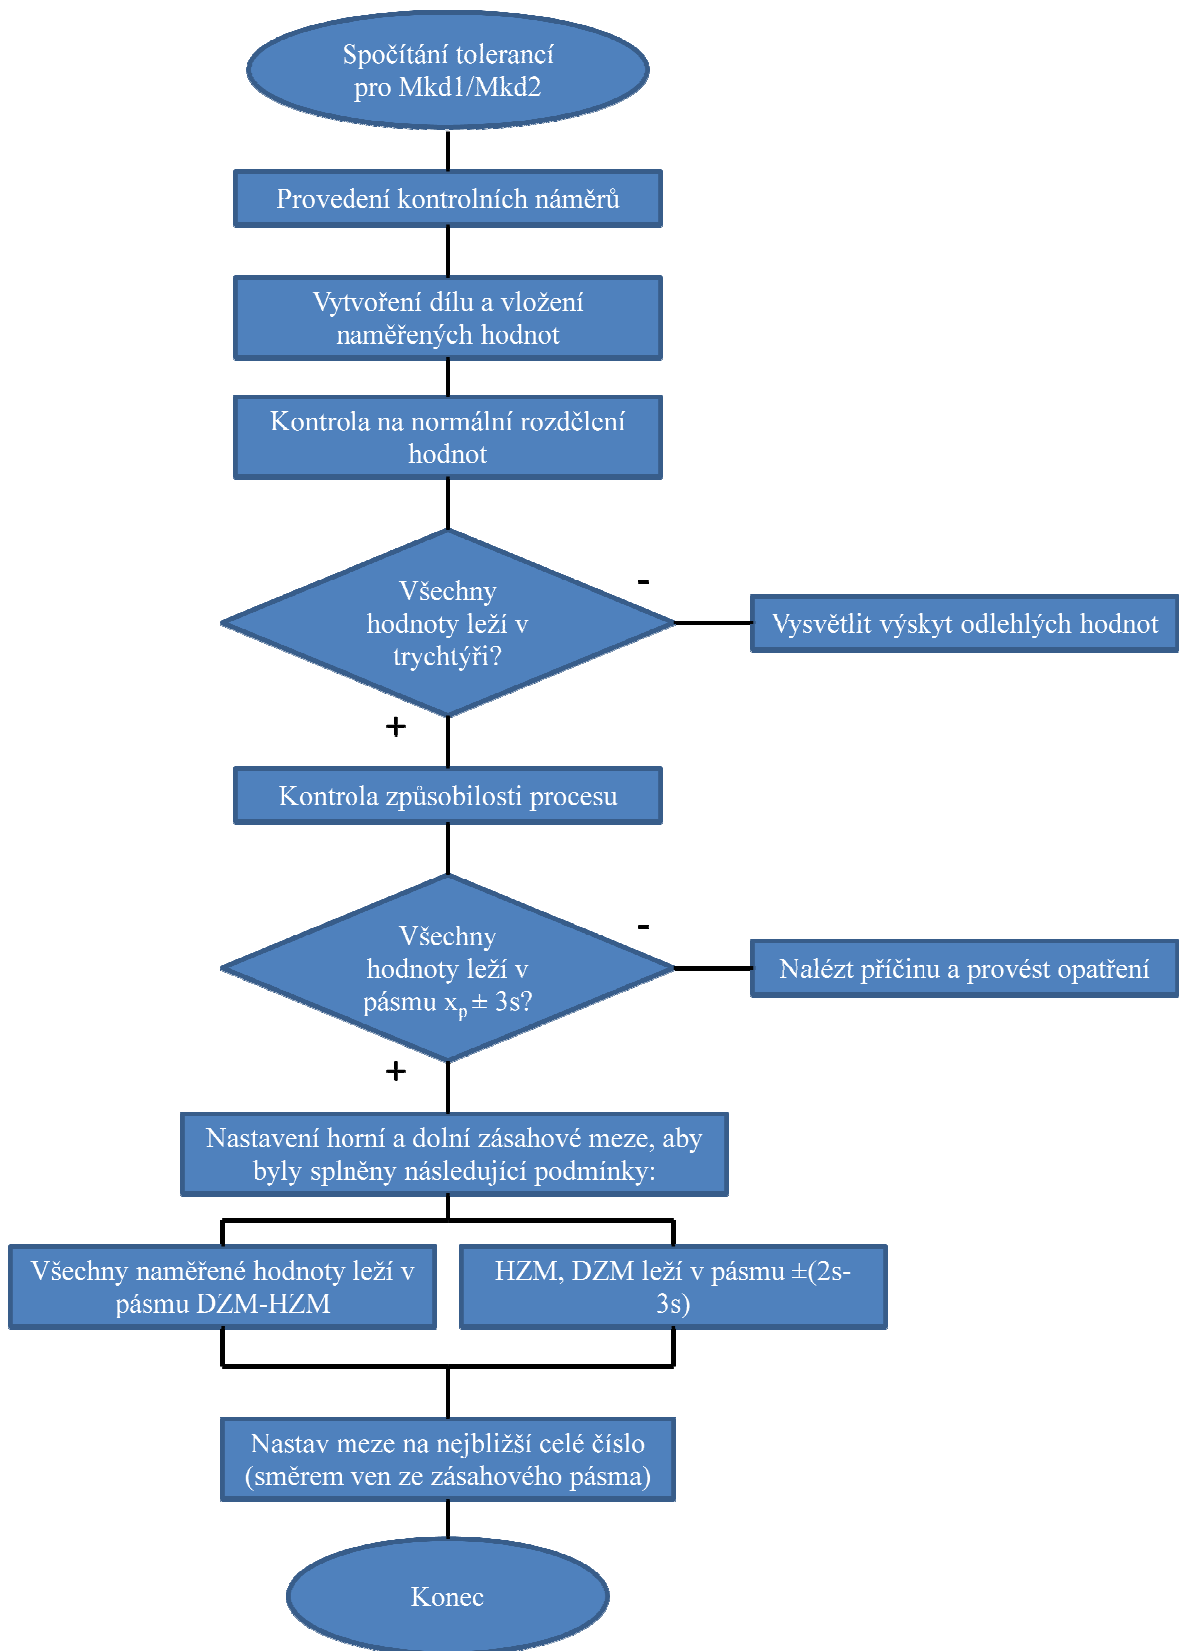 Spočítání tolerancí
pro Mkd1/Mkd2
Provedení kontrolních náměrů
Vytvoření dílu a vložení
naměřených hodnot
Kontrola na normální rozdělení
hodnot
Všechny
hodnoty leží v
trychtýři?
-
Vysvětlit výskyt odlehlých hodnot
+
Kontrola způsobilosti procesu
Všechny
hodnoty leží v
pásmu xp ± 3s?
-
Nalézt příčinu a provést opatření
+
Nastavení horní a dolní zásahové meze, aby
byly splněny následující podmínky:
Všechny naměřené hodnoty leží v
pásmu DZM-HZM
HZM, DZM leží v pásmu ±(2s-
3s)
Nastav meze na nejbližší celé číslo
(směrem ven ze zásahového pásma)
Konec